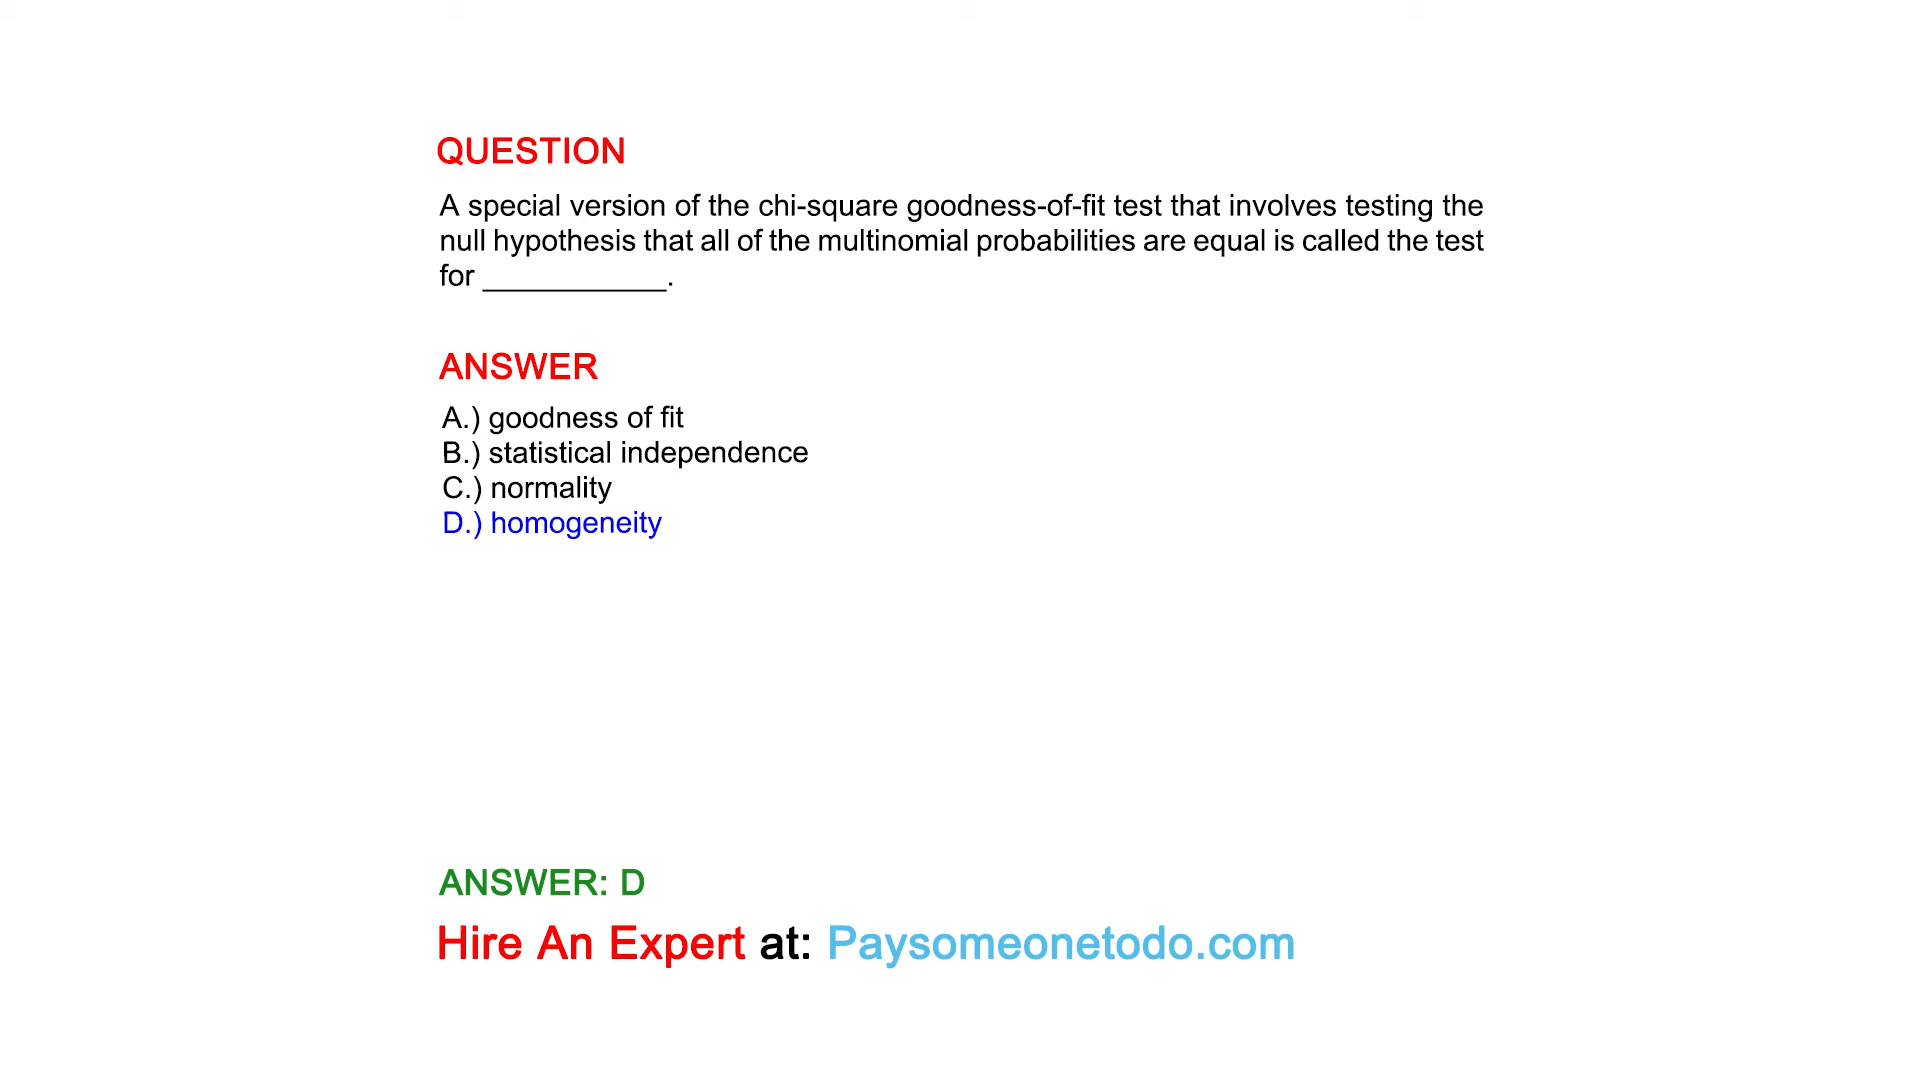 QUESTION
A special version of the chi-square goodness-of-fit test that involves testing the
null hypothesis that all of the multinomial probabilities are equal is called the test
for ___________.
ANSWER
A.) goodness of fit
B.) statistical independence
C.) normality
D.) homogeneity
ANSWER: D
Hire An Expert at: Paysomeonetodo.com